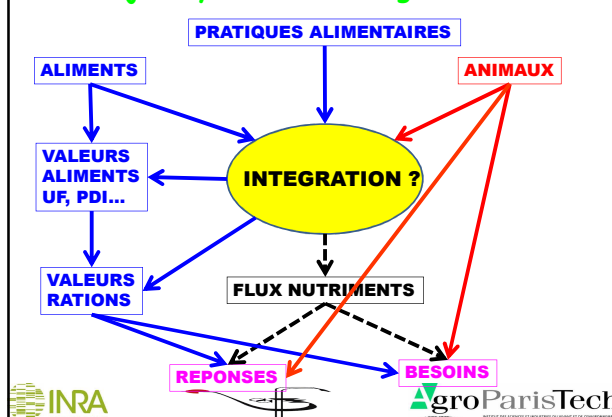 PRATIQUES ALIMENTAIRES
ALIMENTS
ANIMAUX
VALEURS
ALIMENTS
UF, PDI...
INTEGRATION ?
VALEURS
RATIONS
FLUX NUTRIMENTS
REPONSES
BESOINS
INRA
AgroParisTech